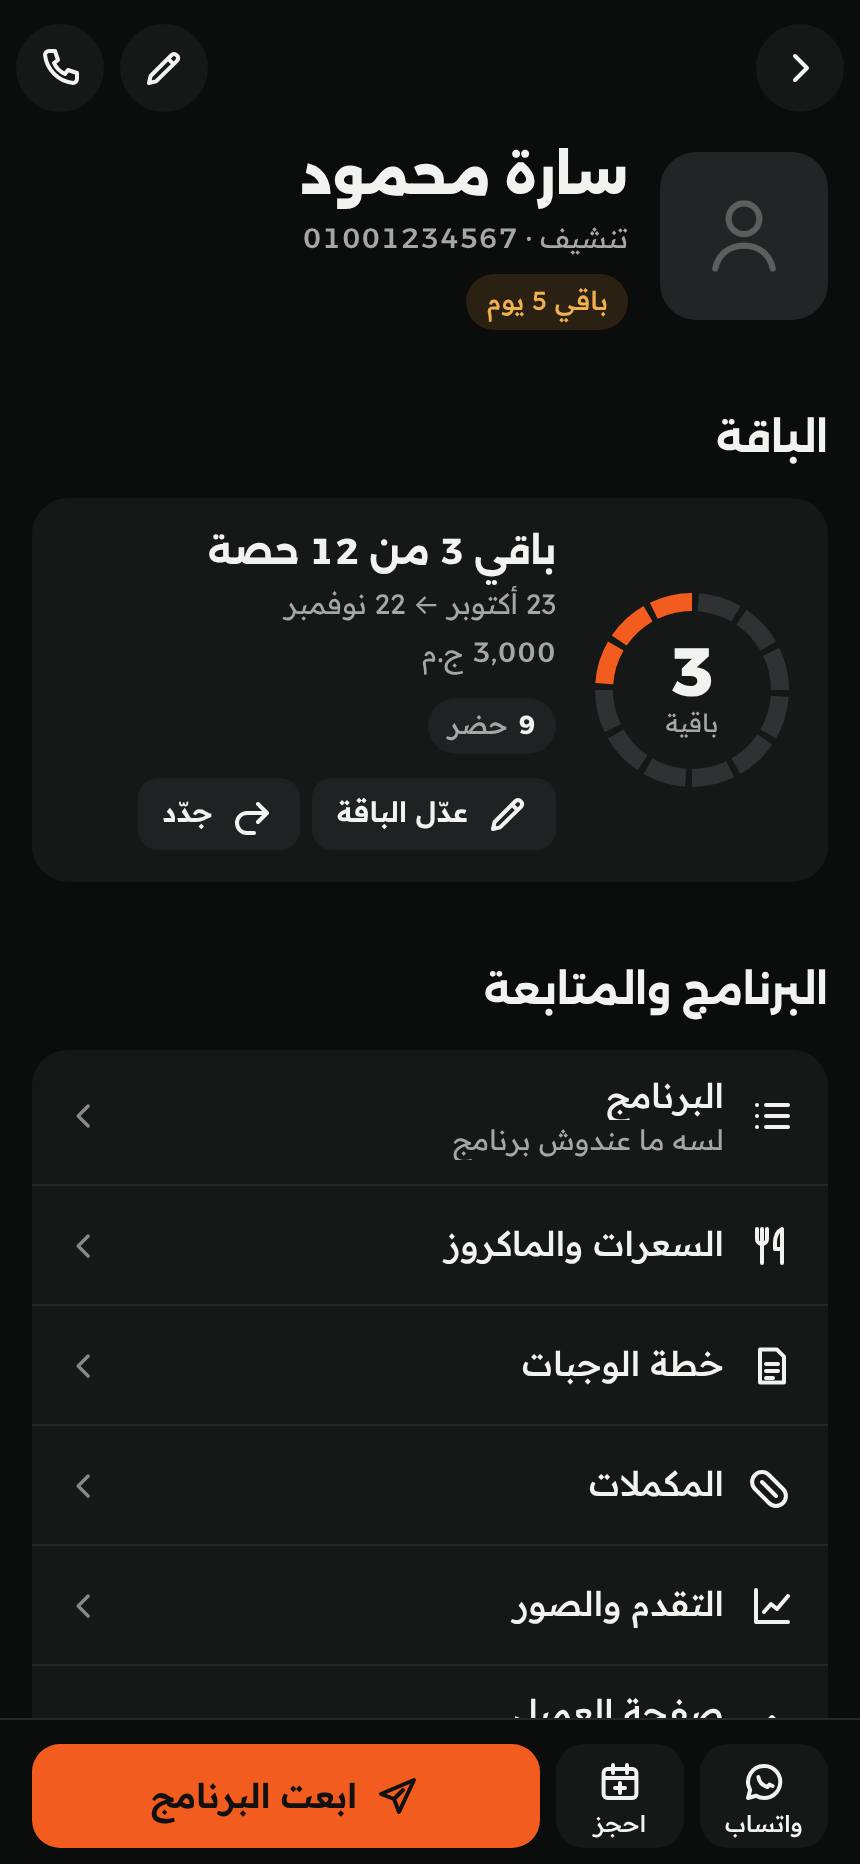 سارة محمود
تنشيف · 01001234567
باقي 5 يوم
الباقة
باقي 3 من 12 حصة
23 أكتوبر ← 22 نوفمبر
3,000 ج.م
9 حضر
3
باقية
عدّل الباقة
جدّد
البرنامج والمتابعة
البرنامج
لسه ما عندوش برنامج
السعرات والماكروز
خطة الوجبات
المكملات
التقدم والصور
صفحة العميل
واتساب
احجز
ابعت البرنامج